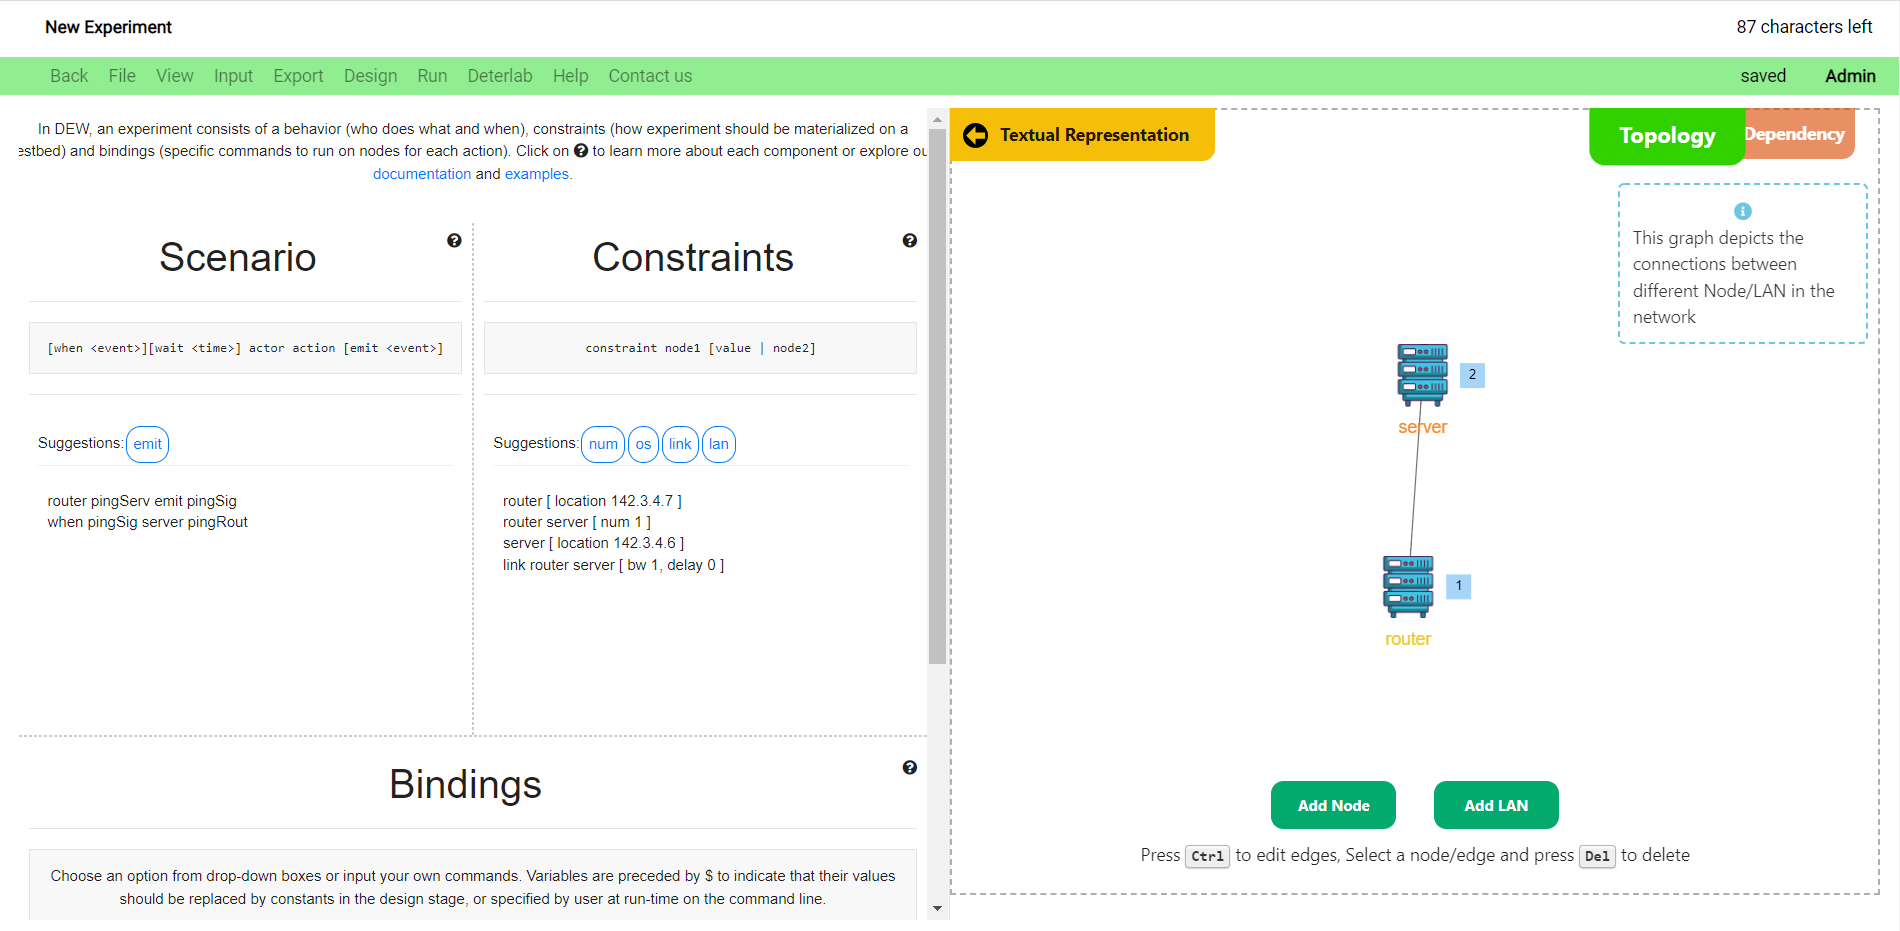 New Experiment
87 characters left
Back File View Input Export Design Run Deterlab Help Contact us
saved Admin
In DEW, an experiment consists of a behavior (who does what and when), constraints (how experiment should be materialized on a
estbed) and bindings (specific commands to run on nodes for each action). Click on ? to learn more about each component or explore ou
documentation and examples.
Scenario
?
[when <event>][wait <time>] actor action [emit <event>]
Suggestions: emit
router pingServ emit pingSig
when pingSig server pingRout
Constraints
?
constraint node1 [value | node2]
Suggestions: num os link lan
router [ location 142.3.4.7 ]
router server [ num 1 ]
server [ location 142.3.4.6 ]
link router server [ bw 1, delay 0 ]
Bindings
?
Choose an option from drop-down boxes or input your own commands. Variables are preceded by $ to indicate that their values
should be replaced by constants in the design stage, or specified by user at run-time on the command line.
Textual Representation
Topology
Dependency
i
This graph depicts the
connections between
different Node/LAN in the
network
2
server
1
router
Add Node
Add LAN
Press Ctrl to edit edges, Select a node/edge and press Del to delete